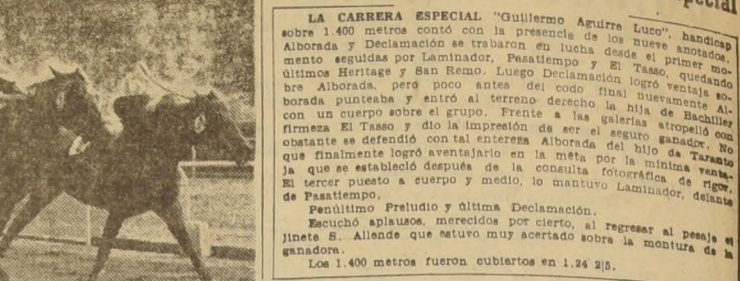 pecial
LA CARRERA ESPECIAL "Guillermo Aguirre Luco", handicap
sobre 1.400 metros contó con la presencia de los nueve anotados.
Alborada y Declamación se trabaron en lucha desde el primer mo-
mento seguidas por Laminador, Pasatiempo y El Tasso, quedando
últimos Heritage y San Remo. Luego Declamación logró ventaja so-
bre Alborada, pero poco antes del codo final nuevamente Al-
borada punteaba y entró al terreno derecho la hija de Bachiller
con un cuerpo sobre el grupo. Frente a las galerías atropelló con
firmeza El Tasso y dio la impresión de ser el seguro ganador. No
obstante se defendió con tal entereza Alborada del hijo de Taranto
que finalmente logró aventajarlo en la meta por la mínima venta-
ja que se estableció después de la consulta fotográfica de rigor.
El tercer puesto a cuerpo y medio, lo mantuvo Laminador, delante
de Pasatiempo.
Penúltimo Preludio y última Declamación.
Escuchó aplausos, merecidos por cierto, al regresar al pesaje el
jinete S. Allende que estuvo muy acertado sobre la montura de la
ganadora.
Los 1.400 metros fueron cubiertos en 1.24 2|5.